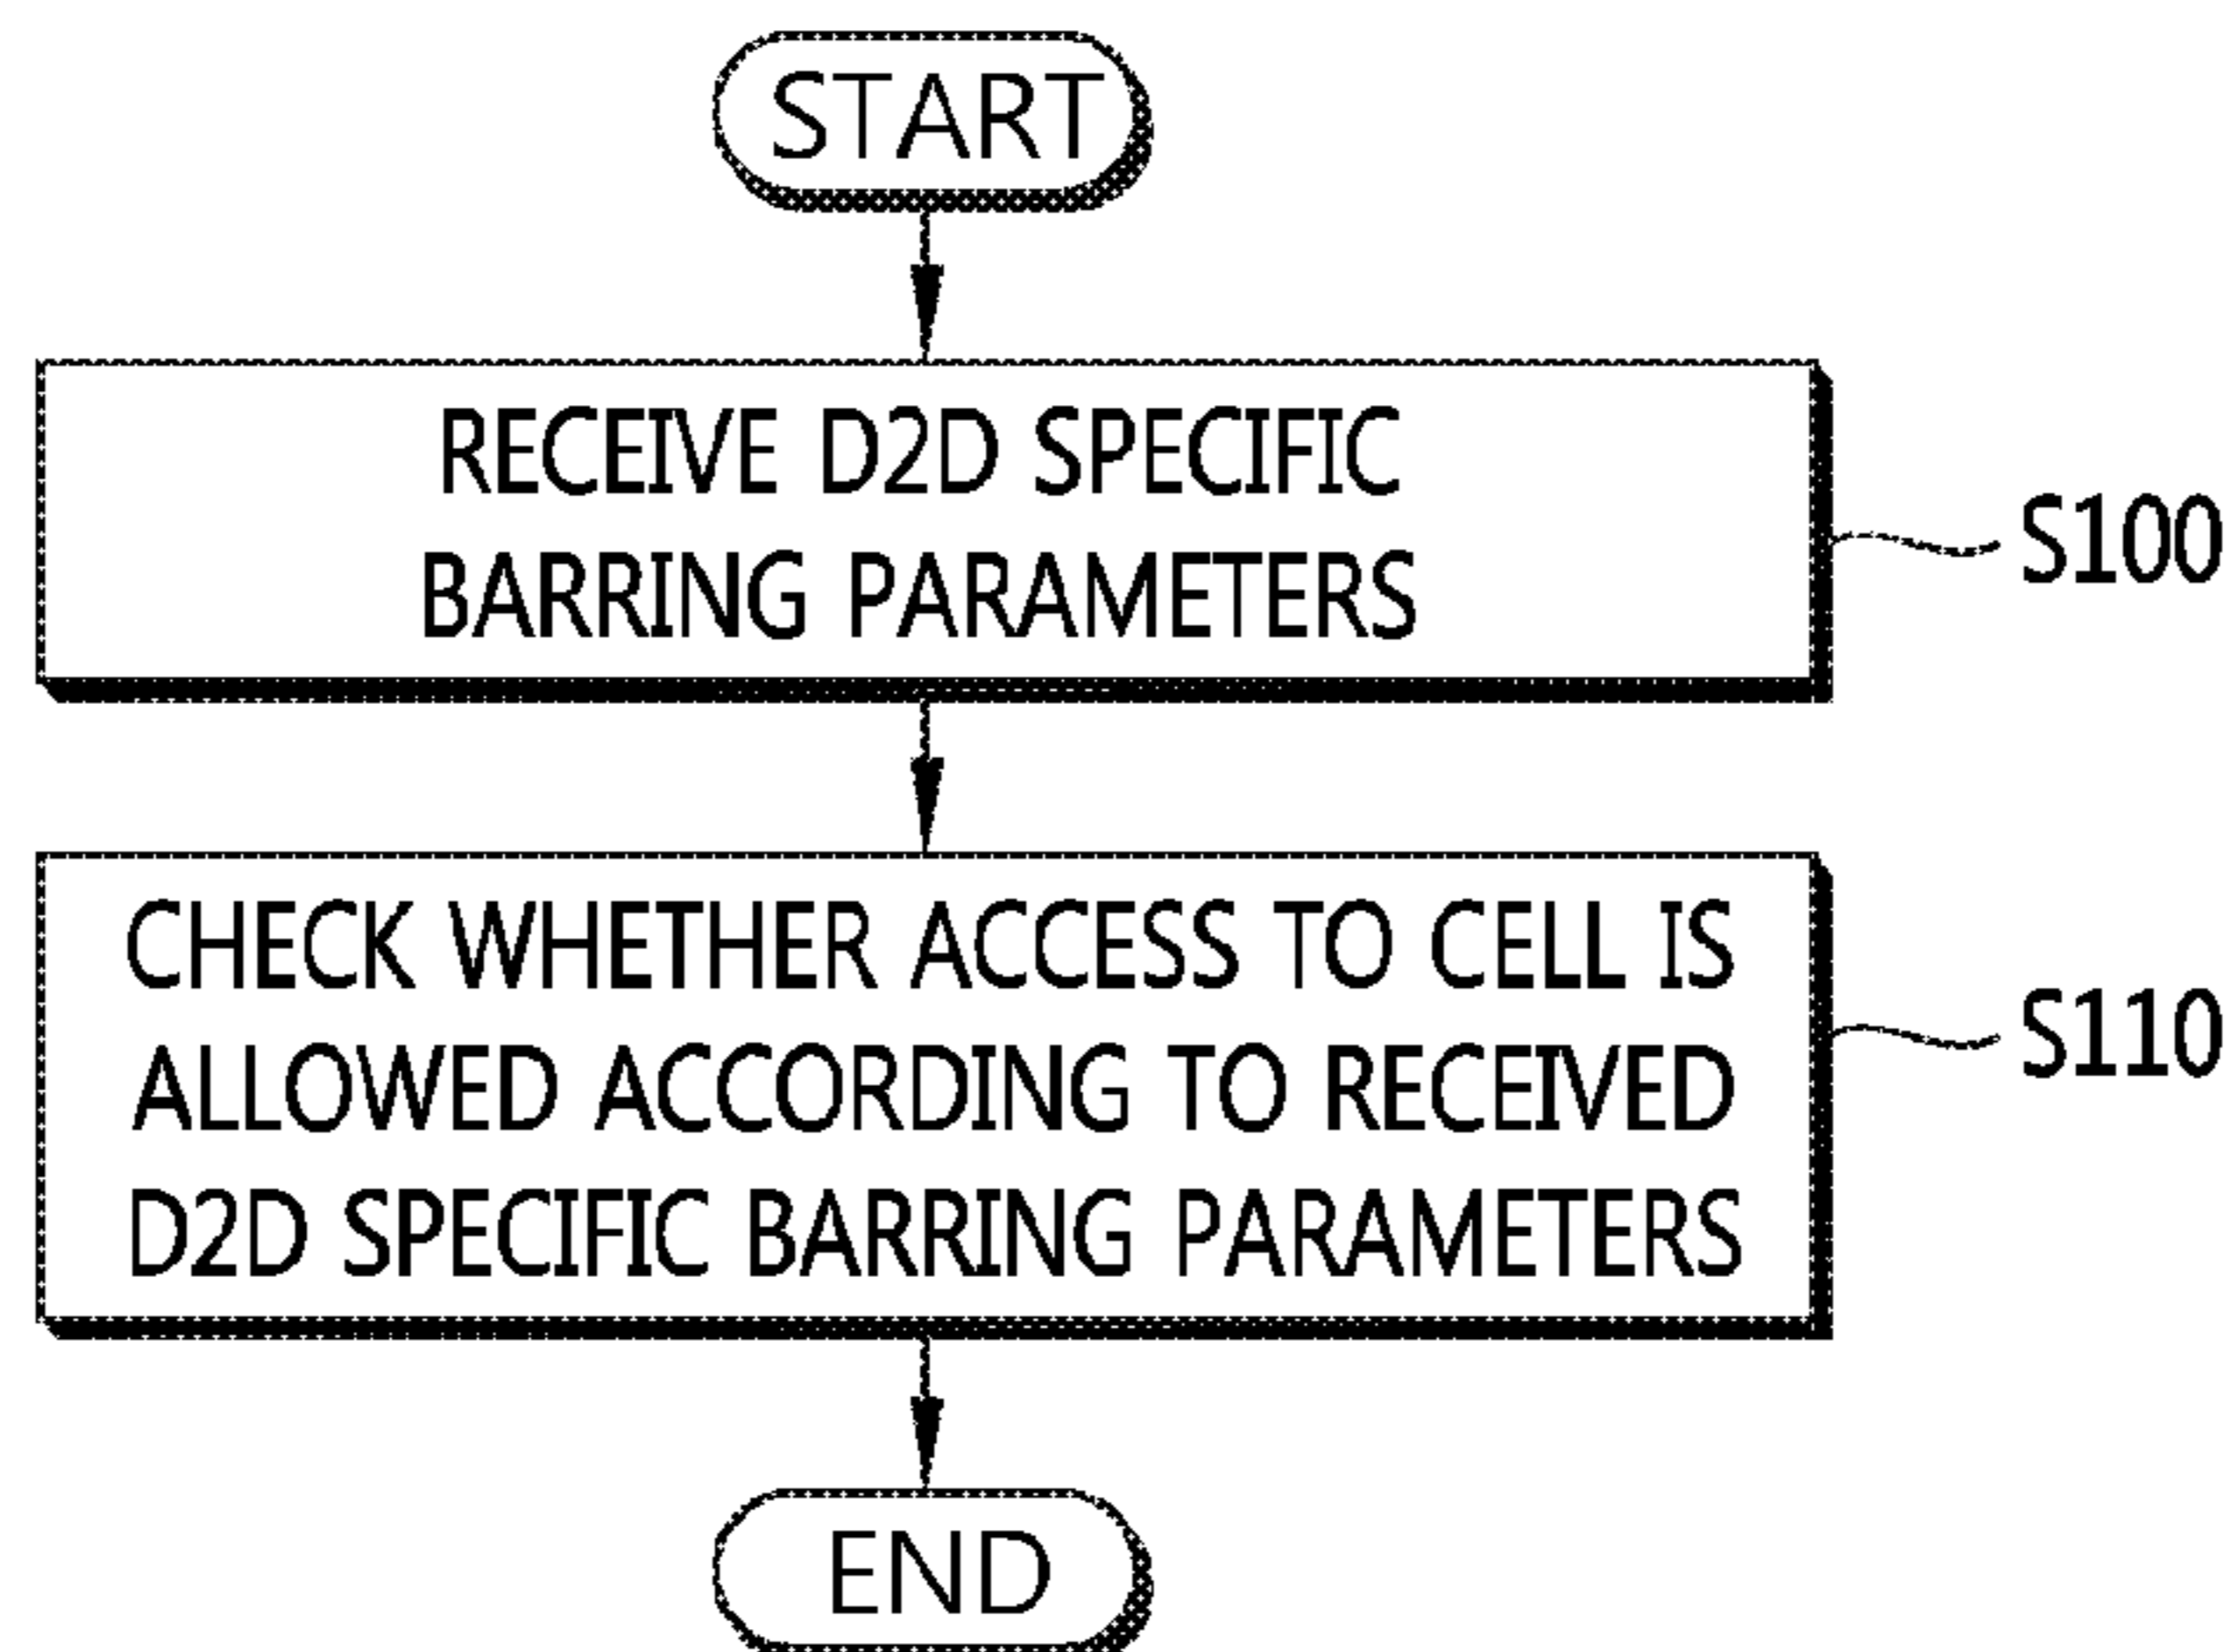 START
RECEIVE D2D SPECIFIC
BARRING PARAMETERS
S100
CHECK WHETHER ACCESS TO CELL IS
ALLOWED ACCORDING TO RECEIVED
D2D SPECIFIC BARRING PARAMETERS
S110
END